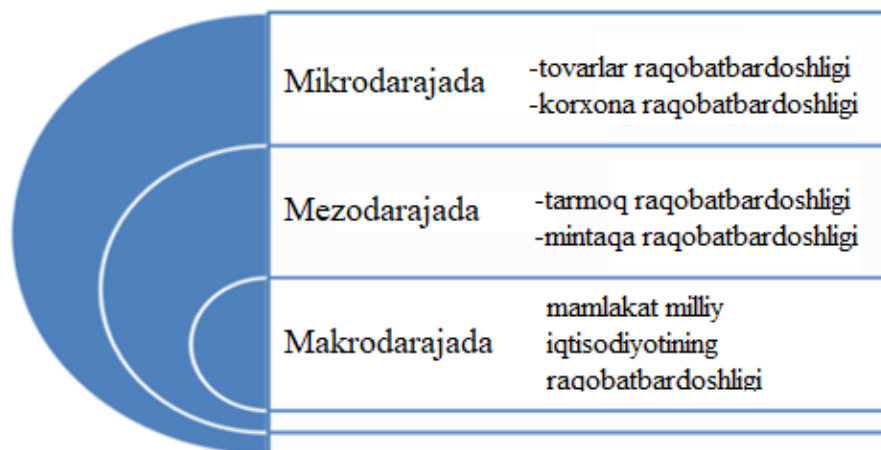 Mikrodarajada
-tovarlar raqobatbardoshligi
-korxona raqobatbardoshligi
Mezodarajada
-tarmoq raqobatbardoshligi
-mintaqa raqobatbardoshligi
Makrodarajada
mamlakat milliy
iqtisodiyotining
raqobatbardoshligi